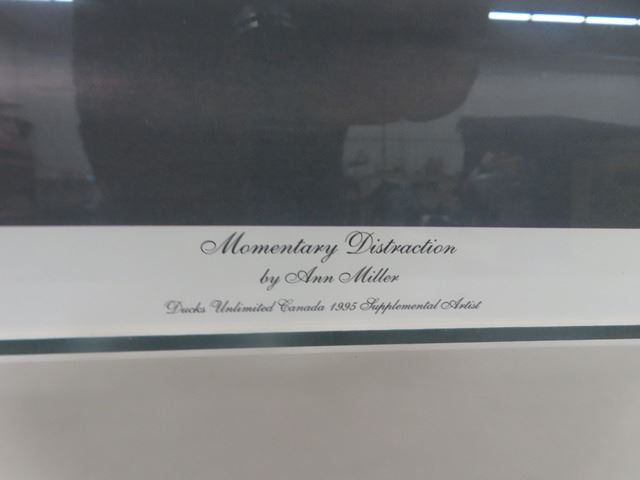 Momentary Distraction
by Ann Miller
Ducks Unlimited Canada 1995 Supplemental Artist